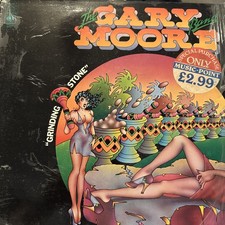 The
GARY
Band
MOORE
SPECIAL PURCHASE
ONLY
MUSIC-POINT
£2.99
"GRINDING
STONE"